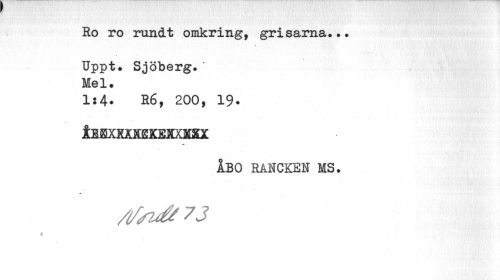 Ro ro rundt omkring, grisarna...
Uppt. Sjöberg.
Mel.
1:4. R6, 200, 19.
ÅBO RANCKEN MS.
Nordl 73